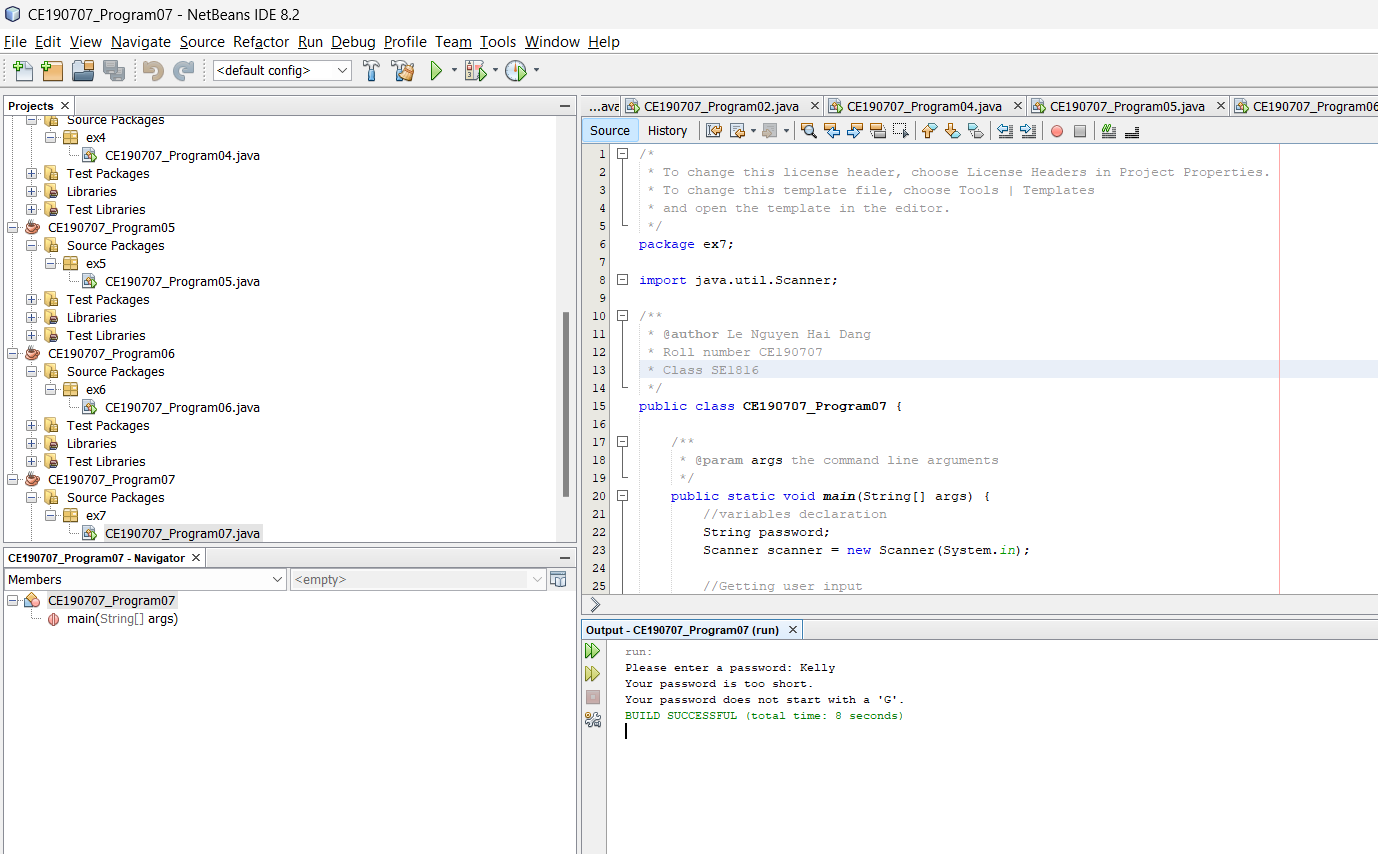 CE190707_Program07 - NetBeans IDE 8.2
File Edit View Navigate Source Refactor Run Debug Profile Team Tools Window Help
<default config>
Projects
Source Packages
ex4
CE190707_Program04.java
Test Packages
Libraries
Test Libraries
CE190707_Program05
Source Packages
ex5
CE190707_Program05.java
Test Packages
Libraries
Test Libraries
CE190707_Program06
Source Packages
ex6
CE190707_Program06.java
Test Packages
Libraries
Test Libraries
CE190707_Program07
Source Packages
ex7
CE190707_Program07.java
CE190707_Program07 - Navigator
Members <empty>
CE190707_Program07
main(String[] args)
...ava CE190707_Program02.java CE190707_Program04.java CE190707_Program05.java CE190707_Program06
Source History
1 /*
2 * To change this license header, choose License Headers in Project Properties.
3 * To change this template file, choose Tools | Templates
4 * and open the template in the editor.
5 */
6 package ex7;
7
8 import java.util.Scanner;
9
10 /**
11 * @author Le Nguyen Hai Dang
12 * Roll number CE190707
13 * Class SE1816
14 */
15 public class CE190707_Program07 {
16
17 /**
18 * @param args the command line arguments
19 */
20 public static void main(String[] args) {
21 //variables declaration
22 String password;
23 Scanner scanner = new Scanner(System.in);
24
25 //Getting user input
Output - CE190707_Program07 (run)
run:
Please enter a password: Kelly
Your password is too short.
Your password does not start with a 'G'.
BUILD SUCCESSFUL (total time: 8 seconds)